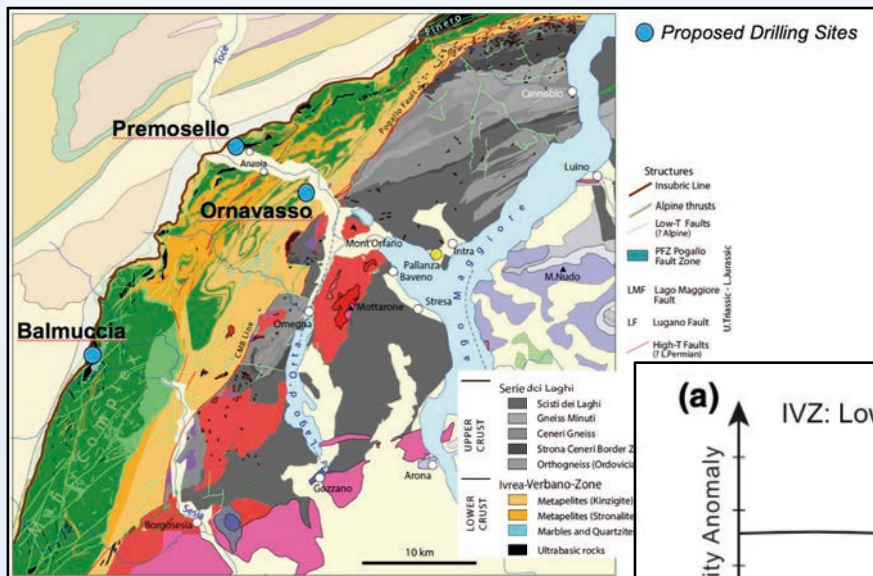 Proposed Drilling Sites
Finero
Toce
Pogallo Fault
Cannobio
Premosello
Anzola
Luino
Ornavasso
Mont'Orfano
Intra
Pallanza
Baveno
M.Nudo
Lago Maggiore
Stresa
Mottarone
Omegna
CMB Line
Balmuccia
Lago d'Orta
Arona
Gozzano
Sesia
Borgosesia
10 km
Structures
Insubric Line
Alpine thrusts
Low-T Faults
(? Alpine)
PFZ Pogallo
Fault Zone
LMF Lago Maggiore
Fault
LF Lugano Fault
U.Triassic - L.Jurassic
High-T Faults
(? L.Permian)
Serie dei Laghi
UPPER
CRUST
Scisti dei Laghi
Gneiss Minuti
Ceneri Gneiss
Strona Ceneri Border Z
Orthogneiss (Ordovicia
Ivrea-Verbano-Zone
LOWER
CRUST
Metapelites (Kinzigite)
Metapelites (Stronalite
Marbles and Quartzite
Ultrabasic rocks
(a)
IVZ: Lov
ity Anomaly